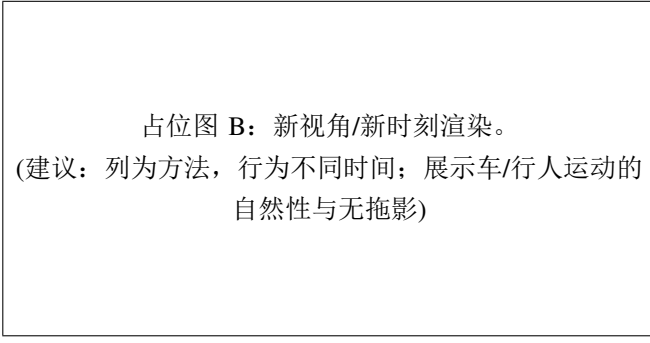 占位图 B：新视角/新时刻渲染。
(建议：列为方法，行为不同时间；展示车/行人运动的
自然性与无拖影)